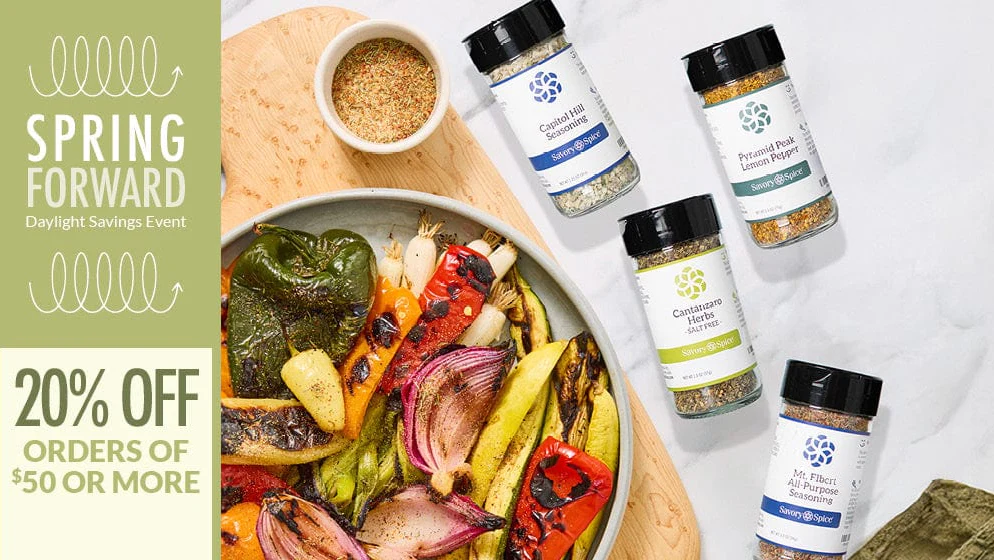 SPRING
FORWARD
Daylight Savings Event
20% OFF
ORDERS OF
$50 OR MORE
Capitol Hill
Seasoning
Savory Spice
Pyramid Peak
Lemon Pepper
Savory Spice
Cantanzaro
Herbs
-SALT FREE-
Savory Spice
Mt. Elbert
All-Purpose
Seasoning
Savory Spice